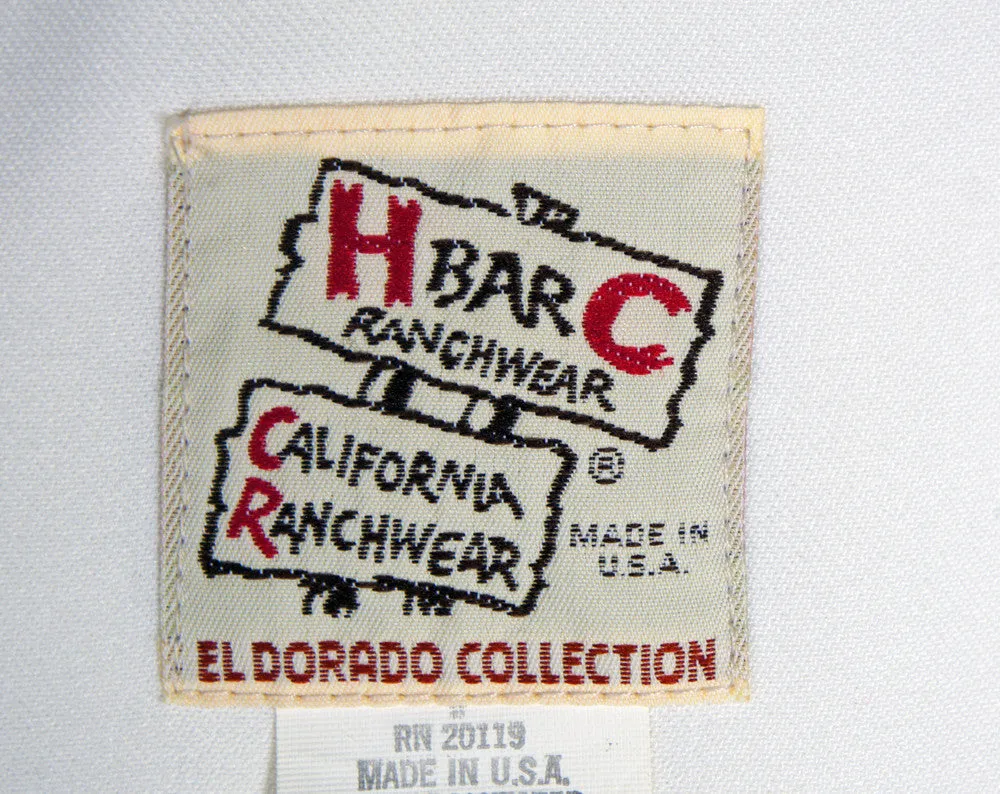 H BAR C
RANCHWEAR
CALIFORNIA
RANCHWEAR
®
MADE IN
U.S.A.
EL DORADO COLLECTION
RN 20119
MADE IN U.S.A.